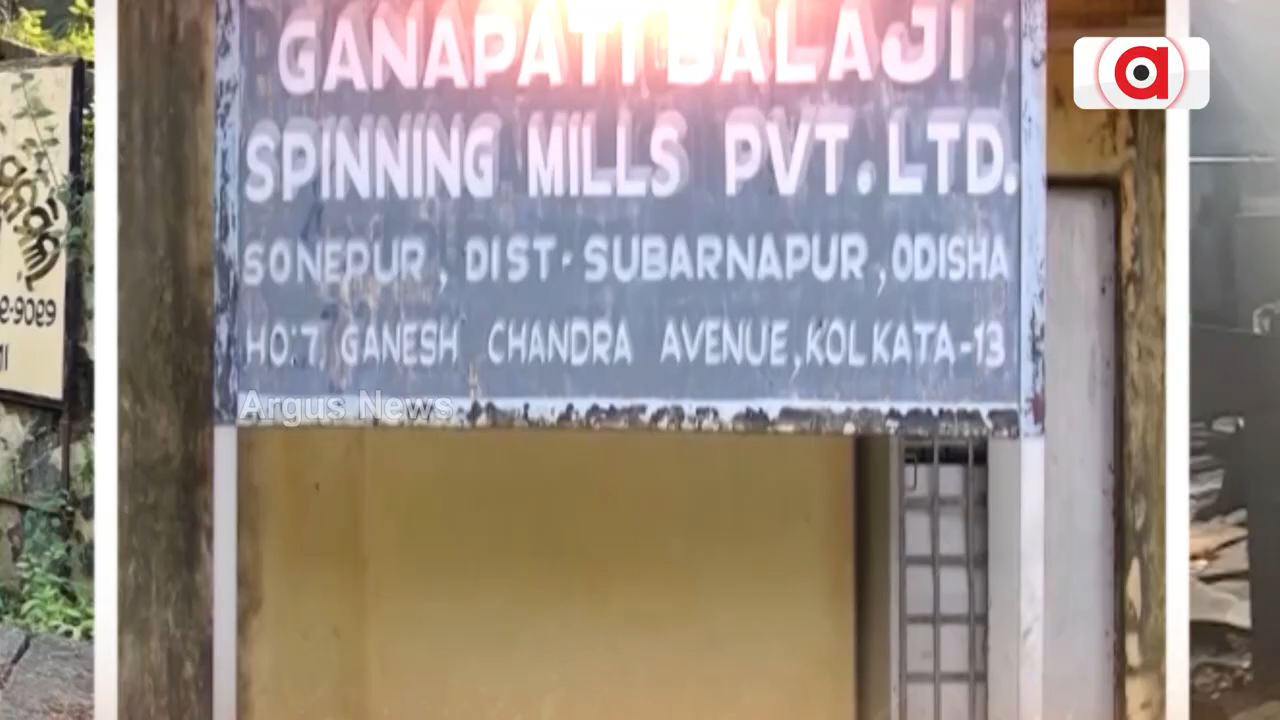 GANAPATI BALAJI
SPINNING MILLS PVT. LTD.
SONEPUR, DIST-SUBARNAPUR, ODISHA
HO:7, GANESH CHANDRA AVENUE, KOLKATA-13
Argus News
a